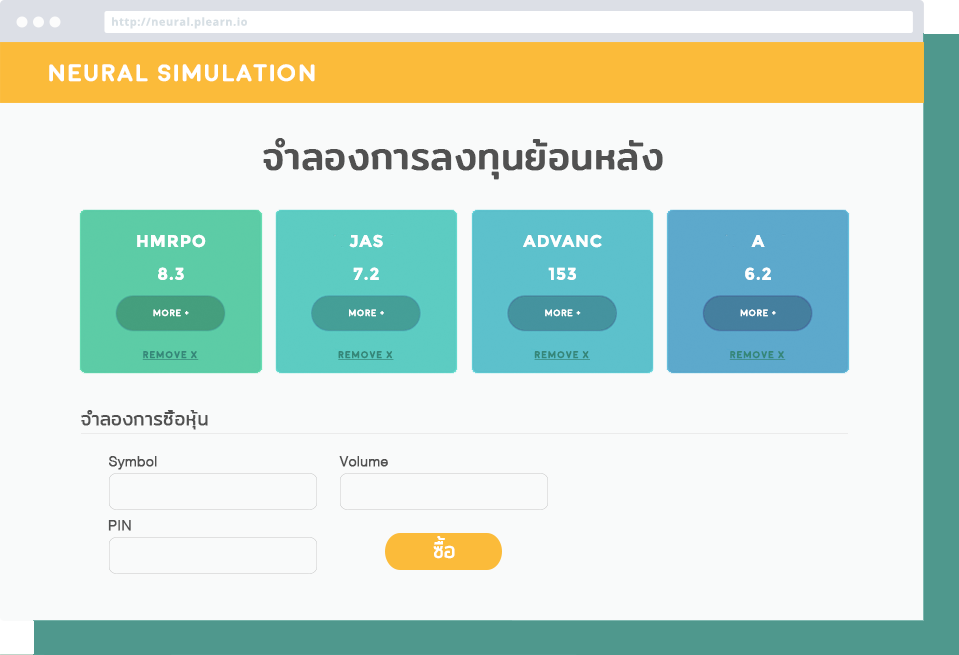 http://neural.plearn.io
NEURAL SIMULATION
จำลองการลงทุนย้อนหลัง
HMRPO JAS ADVANC A
8.3 7.2 153 6.2
MORE + MORE + MORE + MORE +
REMOVE X REMOVE X REMOVE X REMOVE X
จำลองการซื้อหุ้น
Symbol Volume
PIN
ซื้อ